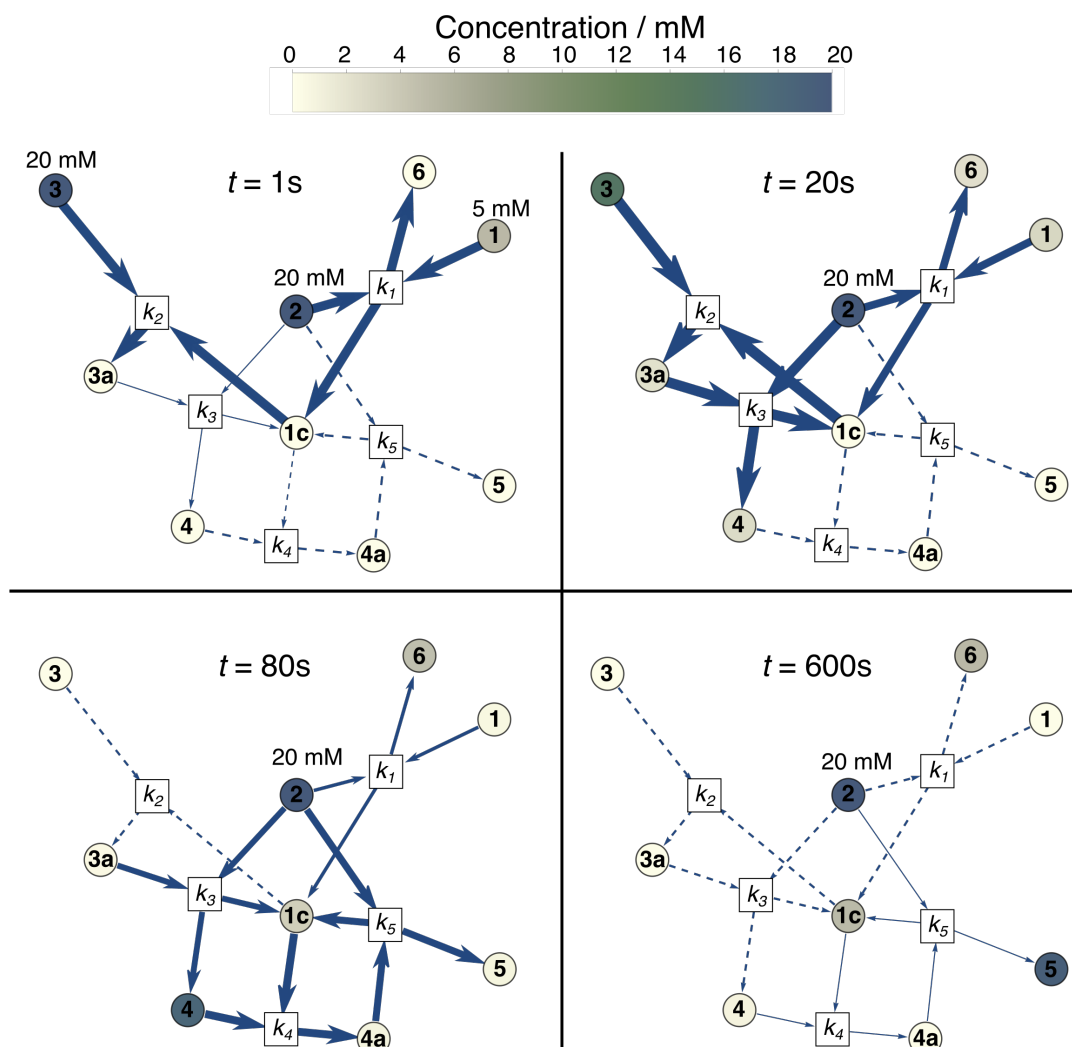 Concentration / mM
0 2 4 6 8 10 12 14 16 18 20
20 mM
3
t = 1s
6
5 mM
1
20 mM
2
k1
k2
3a
k3
1c
k5
5
4
k4
4a
3
t = 20s
6
1
20 mM
2
k1
k2
3a
k3
1c
k5
5
4
k4
4a
3
t = 80s
6
1
20 mM
2
k1
k2
3a
k3
1c
k5
5
4
k4
4a
3
t = 600s
6
1
20 mM
2
k1
k2
3a
k3
1c
k5
5
4
k4
4a